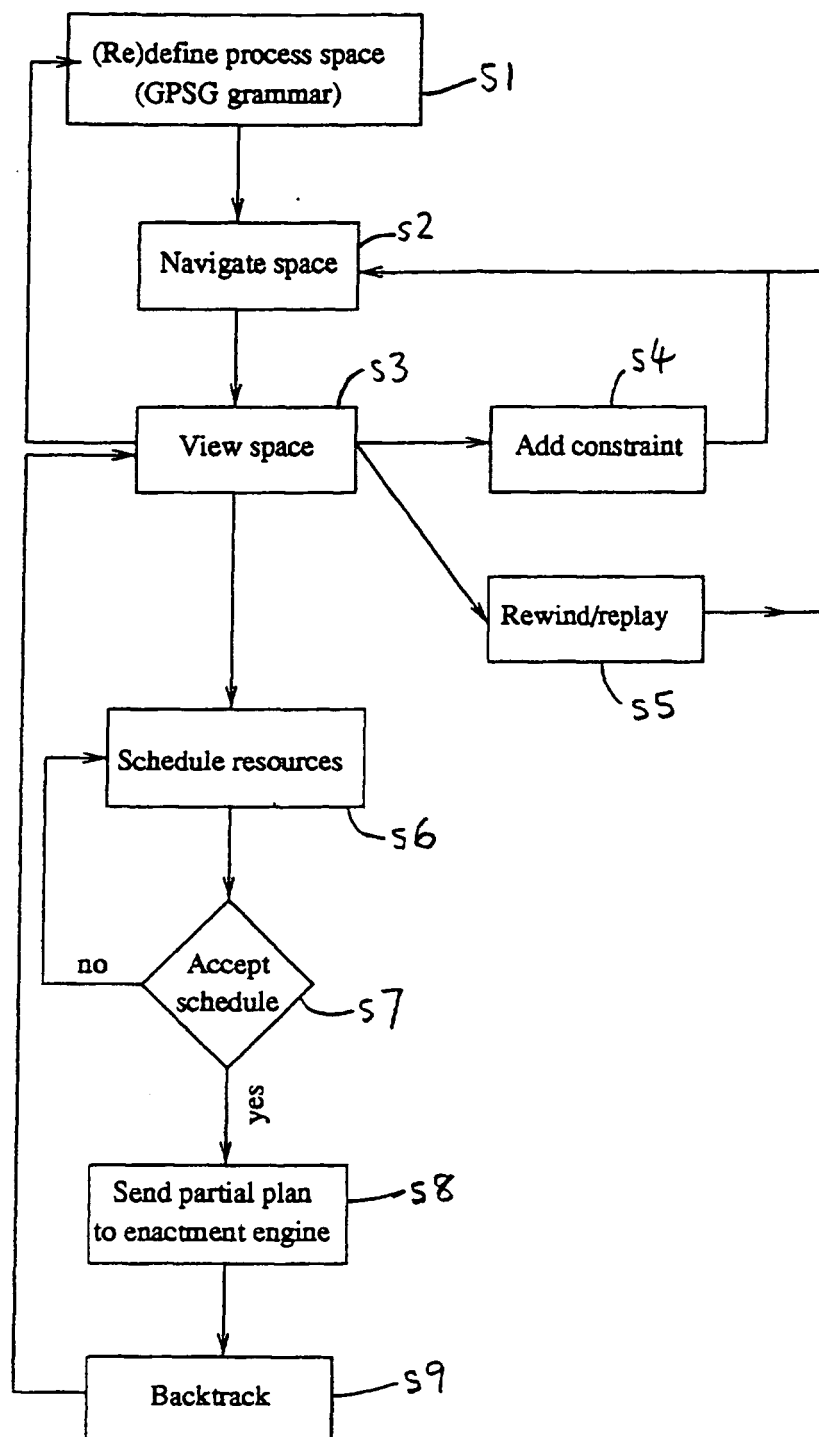 (Re)define process space
(GPSG grammar)
S1
s2
Navigate space
s3
s4
View space
Add constraint
Rewind/replay
s5
Schedule resources
s6
no
Accept
schedule
s7
yes
Send partial plan
to enactment engine
s8
Backtrack
s9